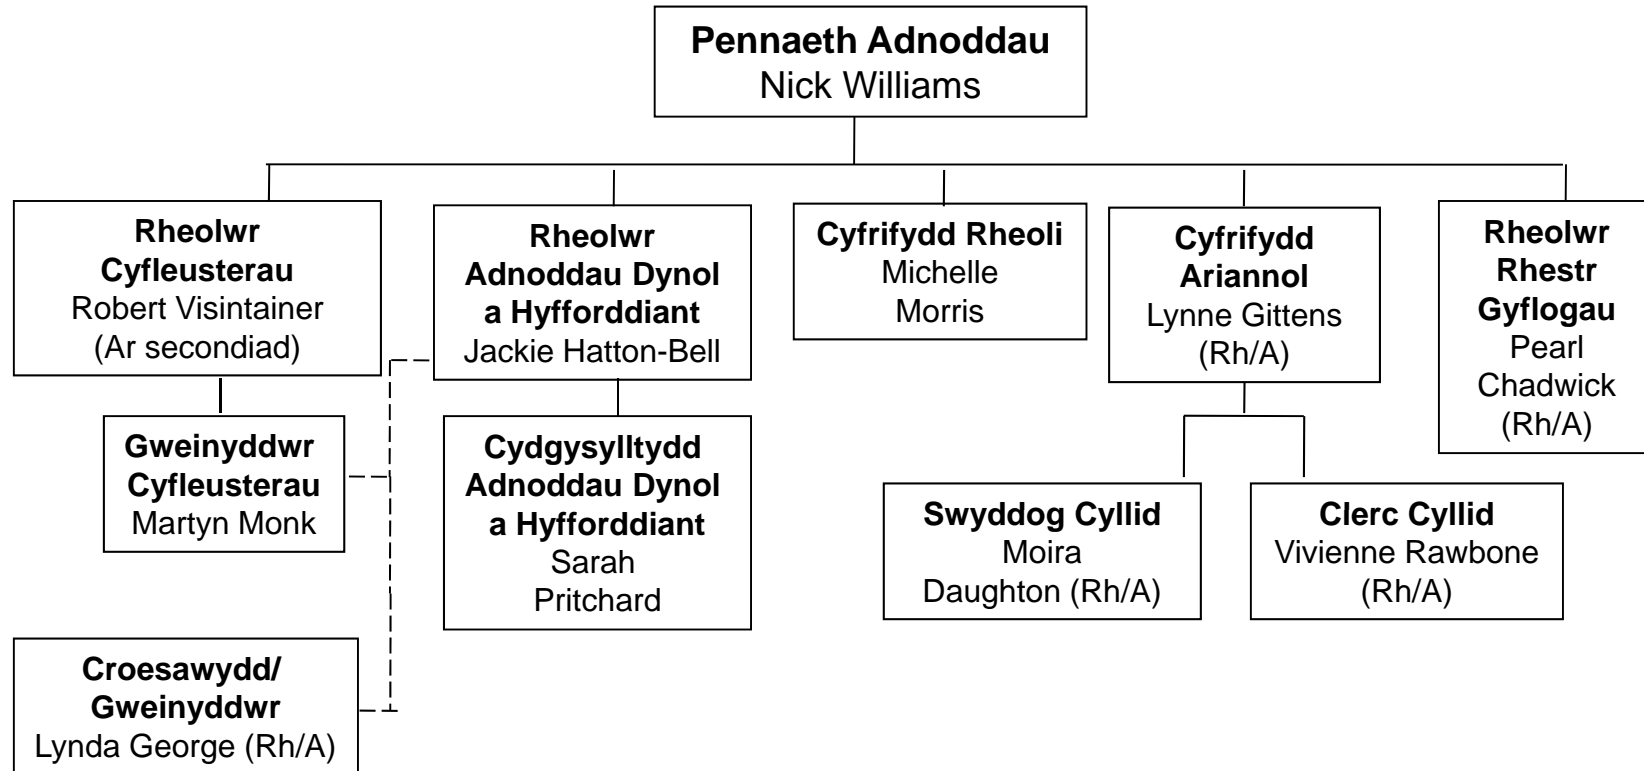 Pennaeth Adnoddau
Nick Williams
Rheolwr
Cyfleusterau
Robert Visintainer
(Ar secondiad)
Rheolwr
Adnoddau Dynol
a Hyfforddiant
Jackie Hatton-Bell
Cyfrifydd Rheoli
Michelle
Morris
Cyfrifydd
Ariannol
Lynne Gittens
(Rh/A)
Rheolwr
Rhestr
Gyflogau
Pearl
Chadwick
(Rh/A)
Gweinyddwr
Cyfleusterau
Martyn Monk
Cydgysylltydd
Adnoddau Dynol
a Hyfforddiant
Sarah
Pritchard
Swyddog Cyllid
Moira
Daughton (Rh/A)
Clerc Cyllid
Vivienne Rawbone
(Rh/A)
Croesawydd/
Gweinyddwr
Lynda George (Rh/A)